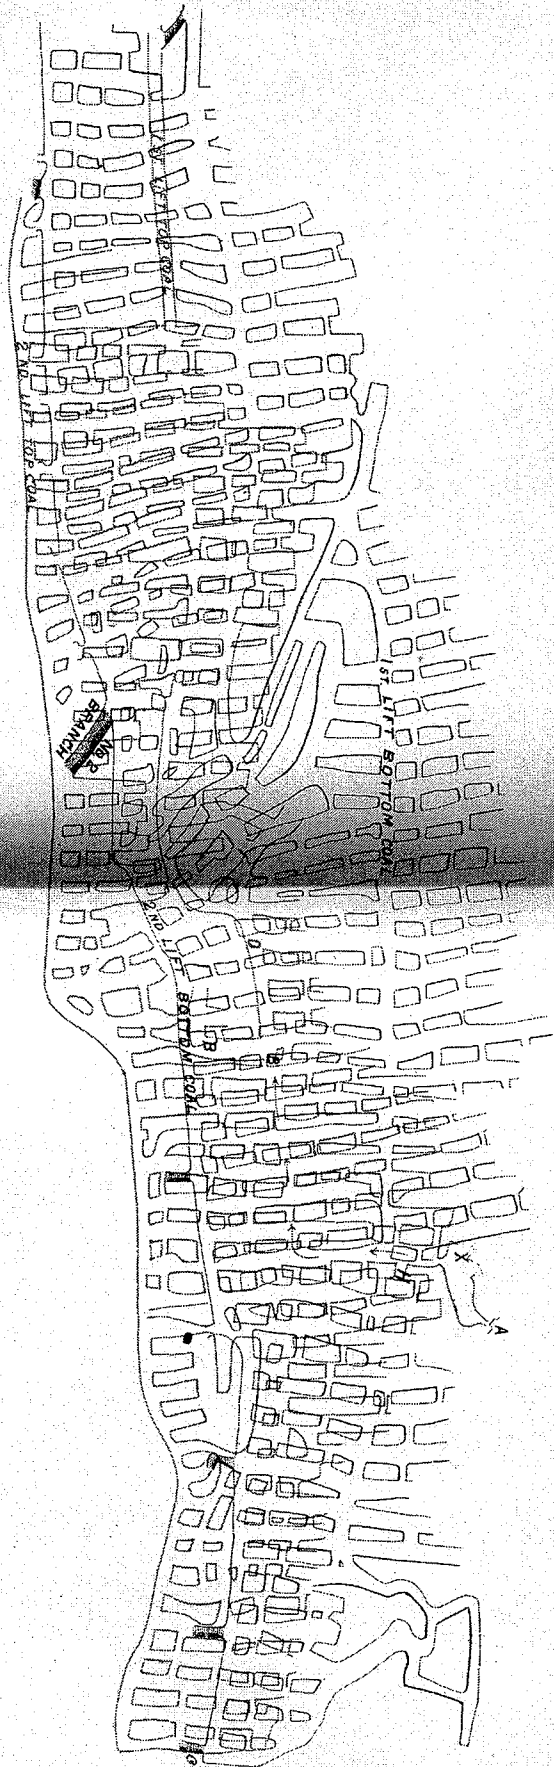 1ST LIFT TOP COAL
2ND LIFT TOP COAL
1ST LIFT BOTTOM COAL
No. 2
BRANCH
2ND LIFT
BOTTOM COAL
D
B
X
H
A
G